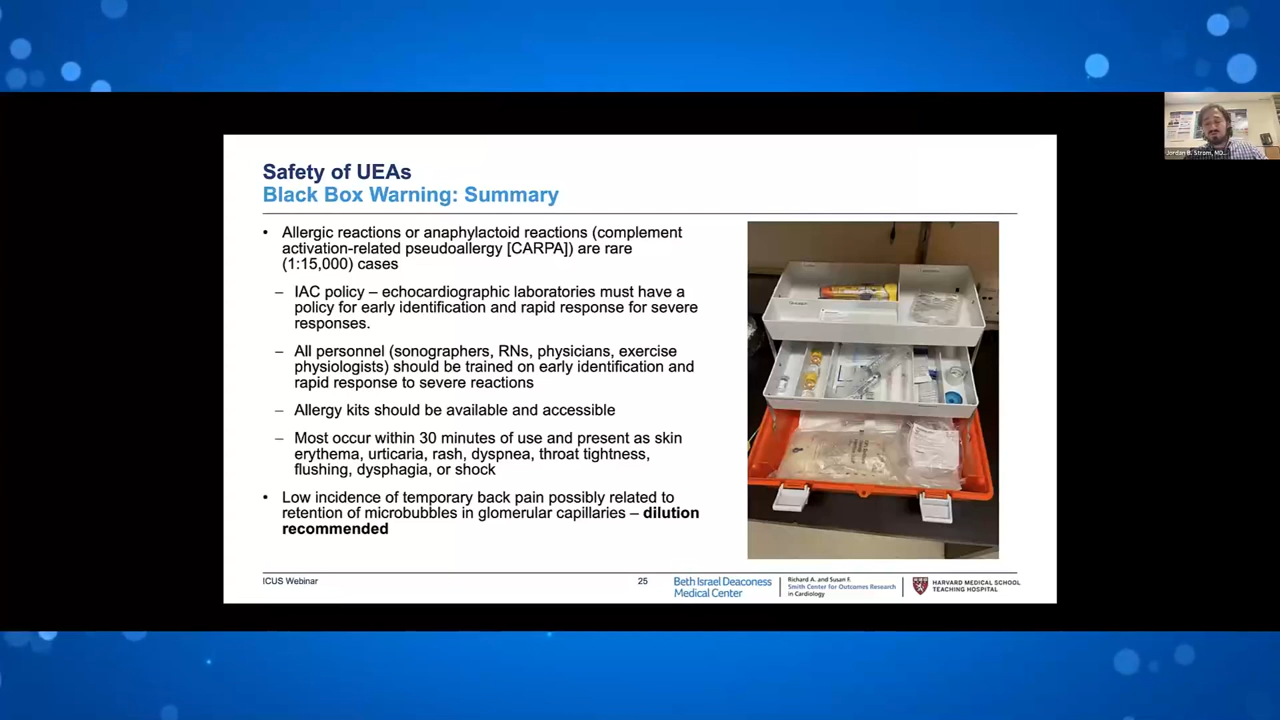 Jordan B. Strom, MD...
Safety of UEAs
Black Box Warning: Summary
• Allergic reactions or anaphylactoid reactions (complement
activation-related pseudoallergy [CARPA]) are rare
(1:15,000) cases
– IAC policy – echocardiographic laboratories must have a
policy for early identification and rapid response for severe
responses.
– All personnel (sonographers, RNs, physicians, exercise
physiologists) should be trained on early identification and
rapid response to severe reactions
– Allergy kits should be available and accessible
– Most occur within 30 minutes of use and present as skin
erythema, urticaria, rash, dyspnea, throat tightness,
flushing, dysphagia, or shock
• Low incidence of temporary back pain possibly related to
retention of microbubbles in glomerular capillaries – dilution
recommended
ICUS Webinar
25
Beth Israel Deaconess
Medical Center
Richard A. and Susan F.
Smith Center for Outcomes Research
in Cardiology
HARVARD MEDICAL SCHOOL
TEACHING HOSPITAL